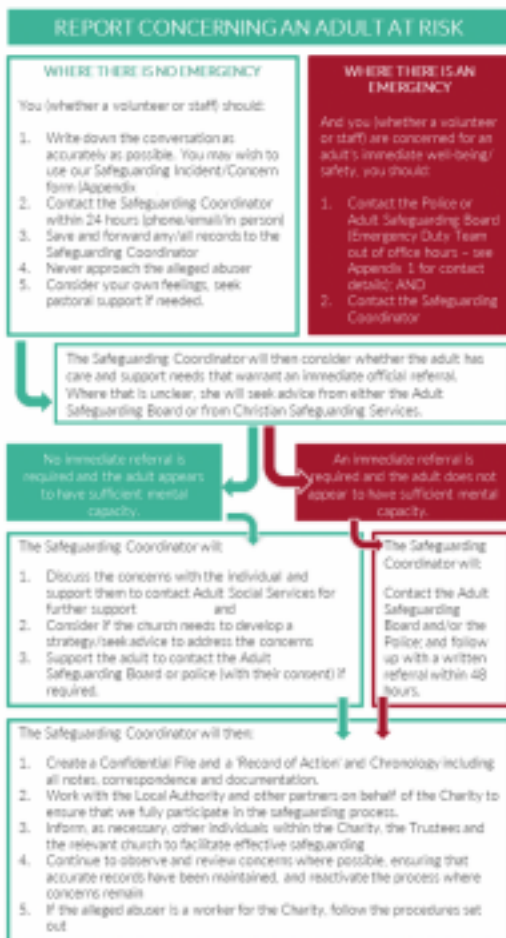 REPORT CONCERNING AN ADULT AT RISK
WHERE THERE IS NO EMERGENCY
You (whether a volunteer or staff) should:
1. Write down the conversation as
accurately as possible. You may wish to
use our Safeguarding Incident/Concern
form (Appendix
2. Contact the Safeguarding Coordinator
within 24 hours (phone/email/in person)
3. Save and forward any/all records to the
Safeguarding Coordinator
4. Never approach the alleged abuser
5. Consider your own feelings, seek
pastoral support if needed.
WHERE THERE IS AN
EMERGENCY
And you (whether a volunteer
or staff) are concerned for an
adult's immediate well-being/
safety, you should:
1. Contact the Police or
Adult Safeguarding Board
(Emergency Duty Team
out of office hours – see
Appendix 1 for contact
details); AND
2. Contact the Safeguarding
Coordinator
The Safeguarding Coordinator will then consider whether the adult has
care and support needs that warrant an immediate official referral.
Where that is unclear, she will seek advice from either the Adult
Safeguarding Board or from Christian Safeguarding Services.
No immediate referral is
required and the adult appears
to have sufficient mental
capacity.
An immediate referral is
required and the adult does not
appear to have sufficient mental
capacity.
The Safeguarding Coordinator will:
1. Discuss the concerns with the individual and
support them to contact Adult Social Services for
further support and
2. Consider if the church needs to develop a
strategy/seek advice to address the concerns
3. Support the adult to contact the Adult
Safeguarding Board or police (with their consent) if
required.
The Safeguarding
Coordinator will:
Contact the Adult
Safeguarding
Board and/or the
Police; and follow
up with a written
referral within 48
hours.
The Safeguarding Coordinator will then:
1. Create a Confidential File and a 'Record of Action' and Chronology including
all notes, correspondence and documentation.
2. Work with the Local Authority and other partners on behalf of the Charity to
ensure that we fully participate in the safeguarding process.
3. Inform, as necessary, other individuals within the Charity, the Trustees and
the relevant church to facilitate effective safeguarding
4. Continue to observe and review concerns where possible, ensuring that
accurate records have been maintained, and reactivate the process where
concerns remain
5. If the alleged abuser is a worker for the Charity, follow the procedures set
out